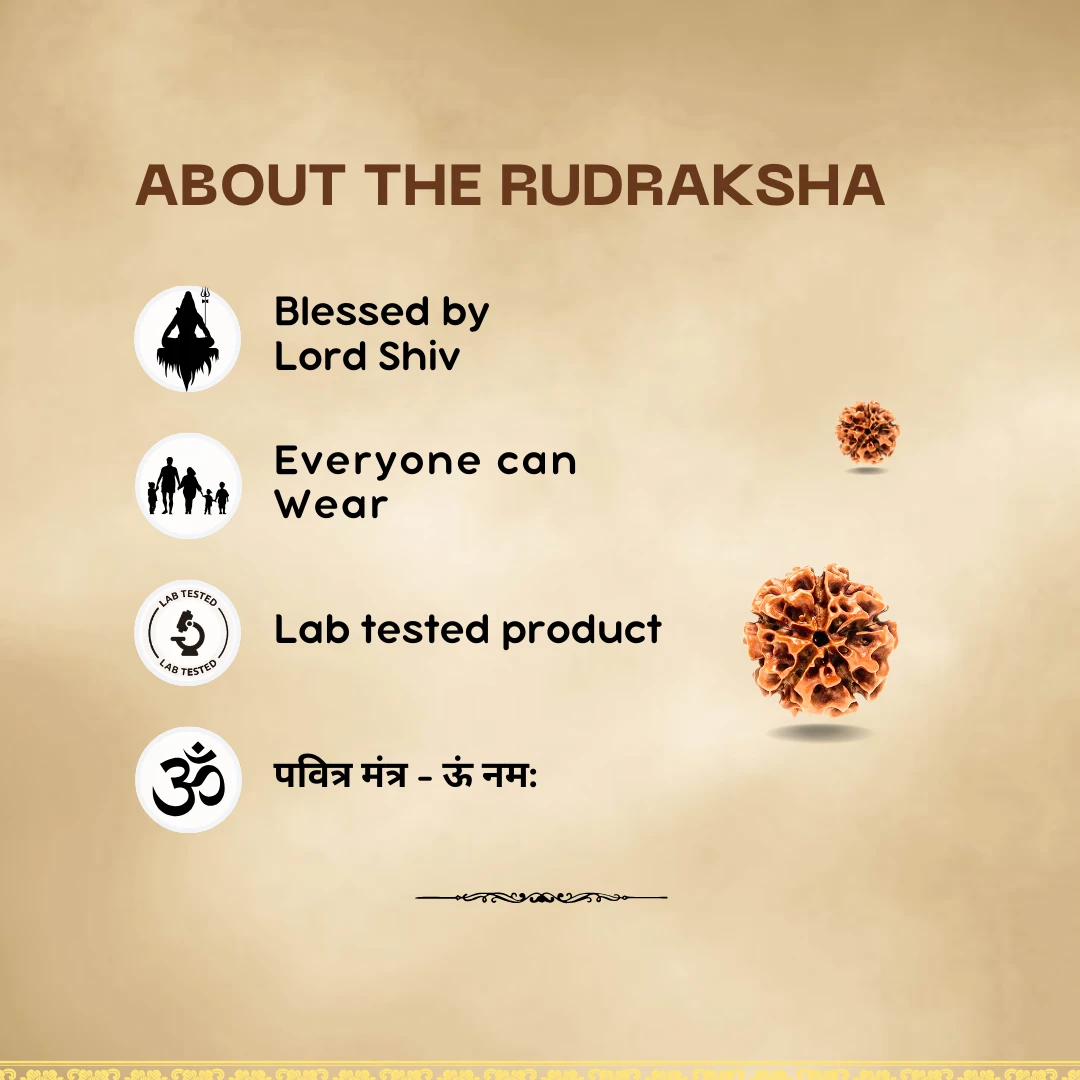 ABOUT THE RUDRAKSHA
Blessed by
Lord Shiv
Everyone can
Wear
LAB TESTED
LAB TESTED
Lab tested product
ॐ
पवित्र मंत्र - ऊं नम: